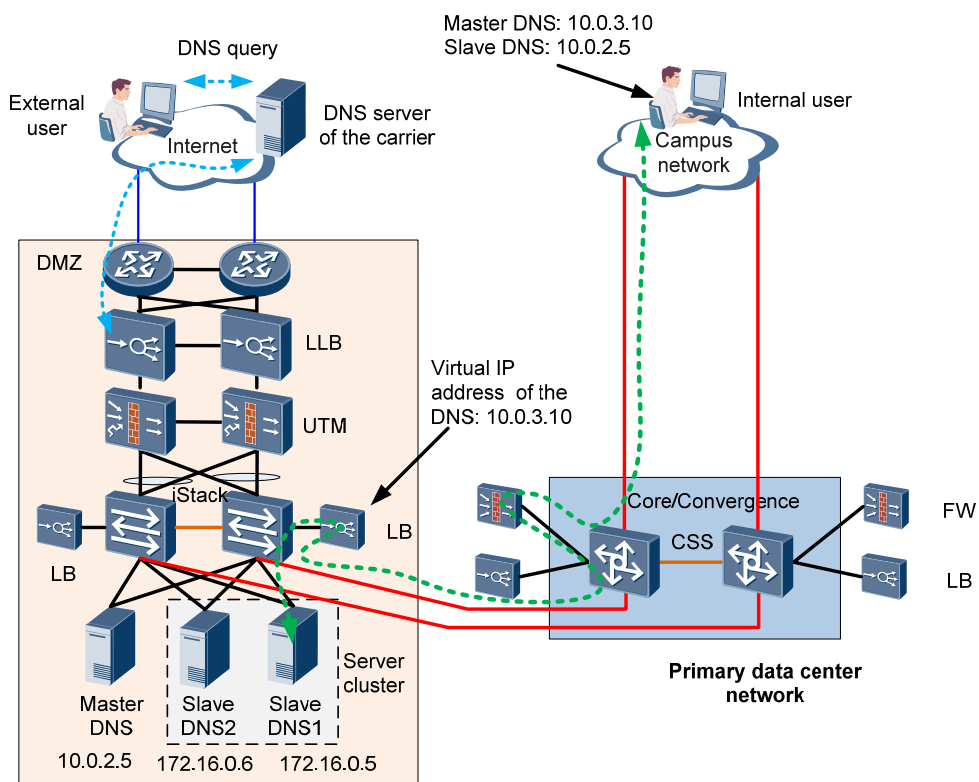 Master DNS: 10.0.3.10
Slave DNS: 10.0.2.5
DNS query
External
user
DNS server
of the carrier
Internet
Internal user
Campus
network
DMZ
LLB
UTM
Virtual IP
address of the
DNS: 10.0.3.10
iStack
LB
LB
Core/Convergence
CSS
FW
LB
Primary data center
network
Master
DNS
Slave
DNS2
Slave
DNS1
Server
cluster
10.0.2.5
172.16.0.6
172.16.0.5